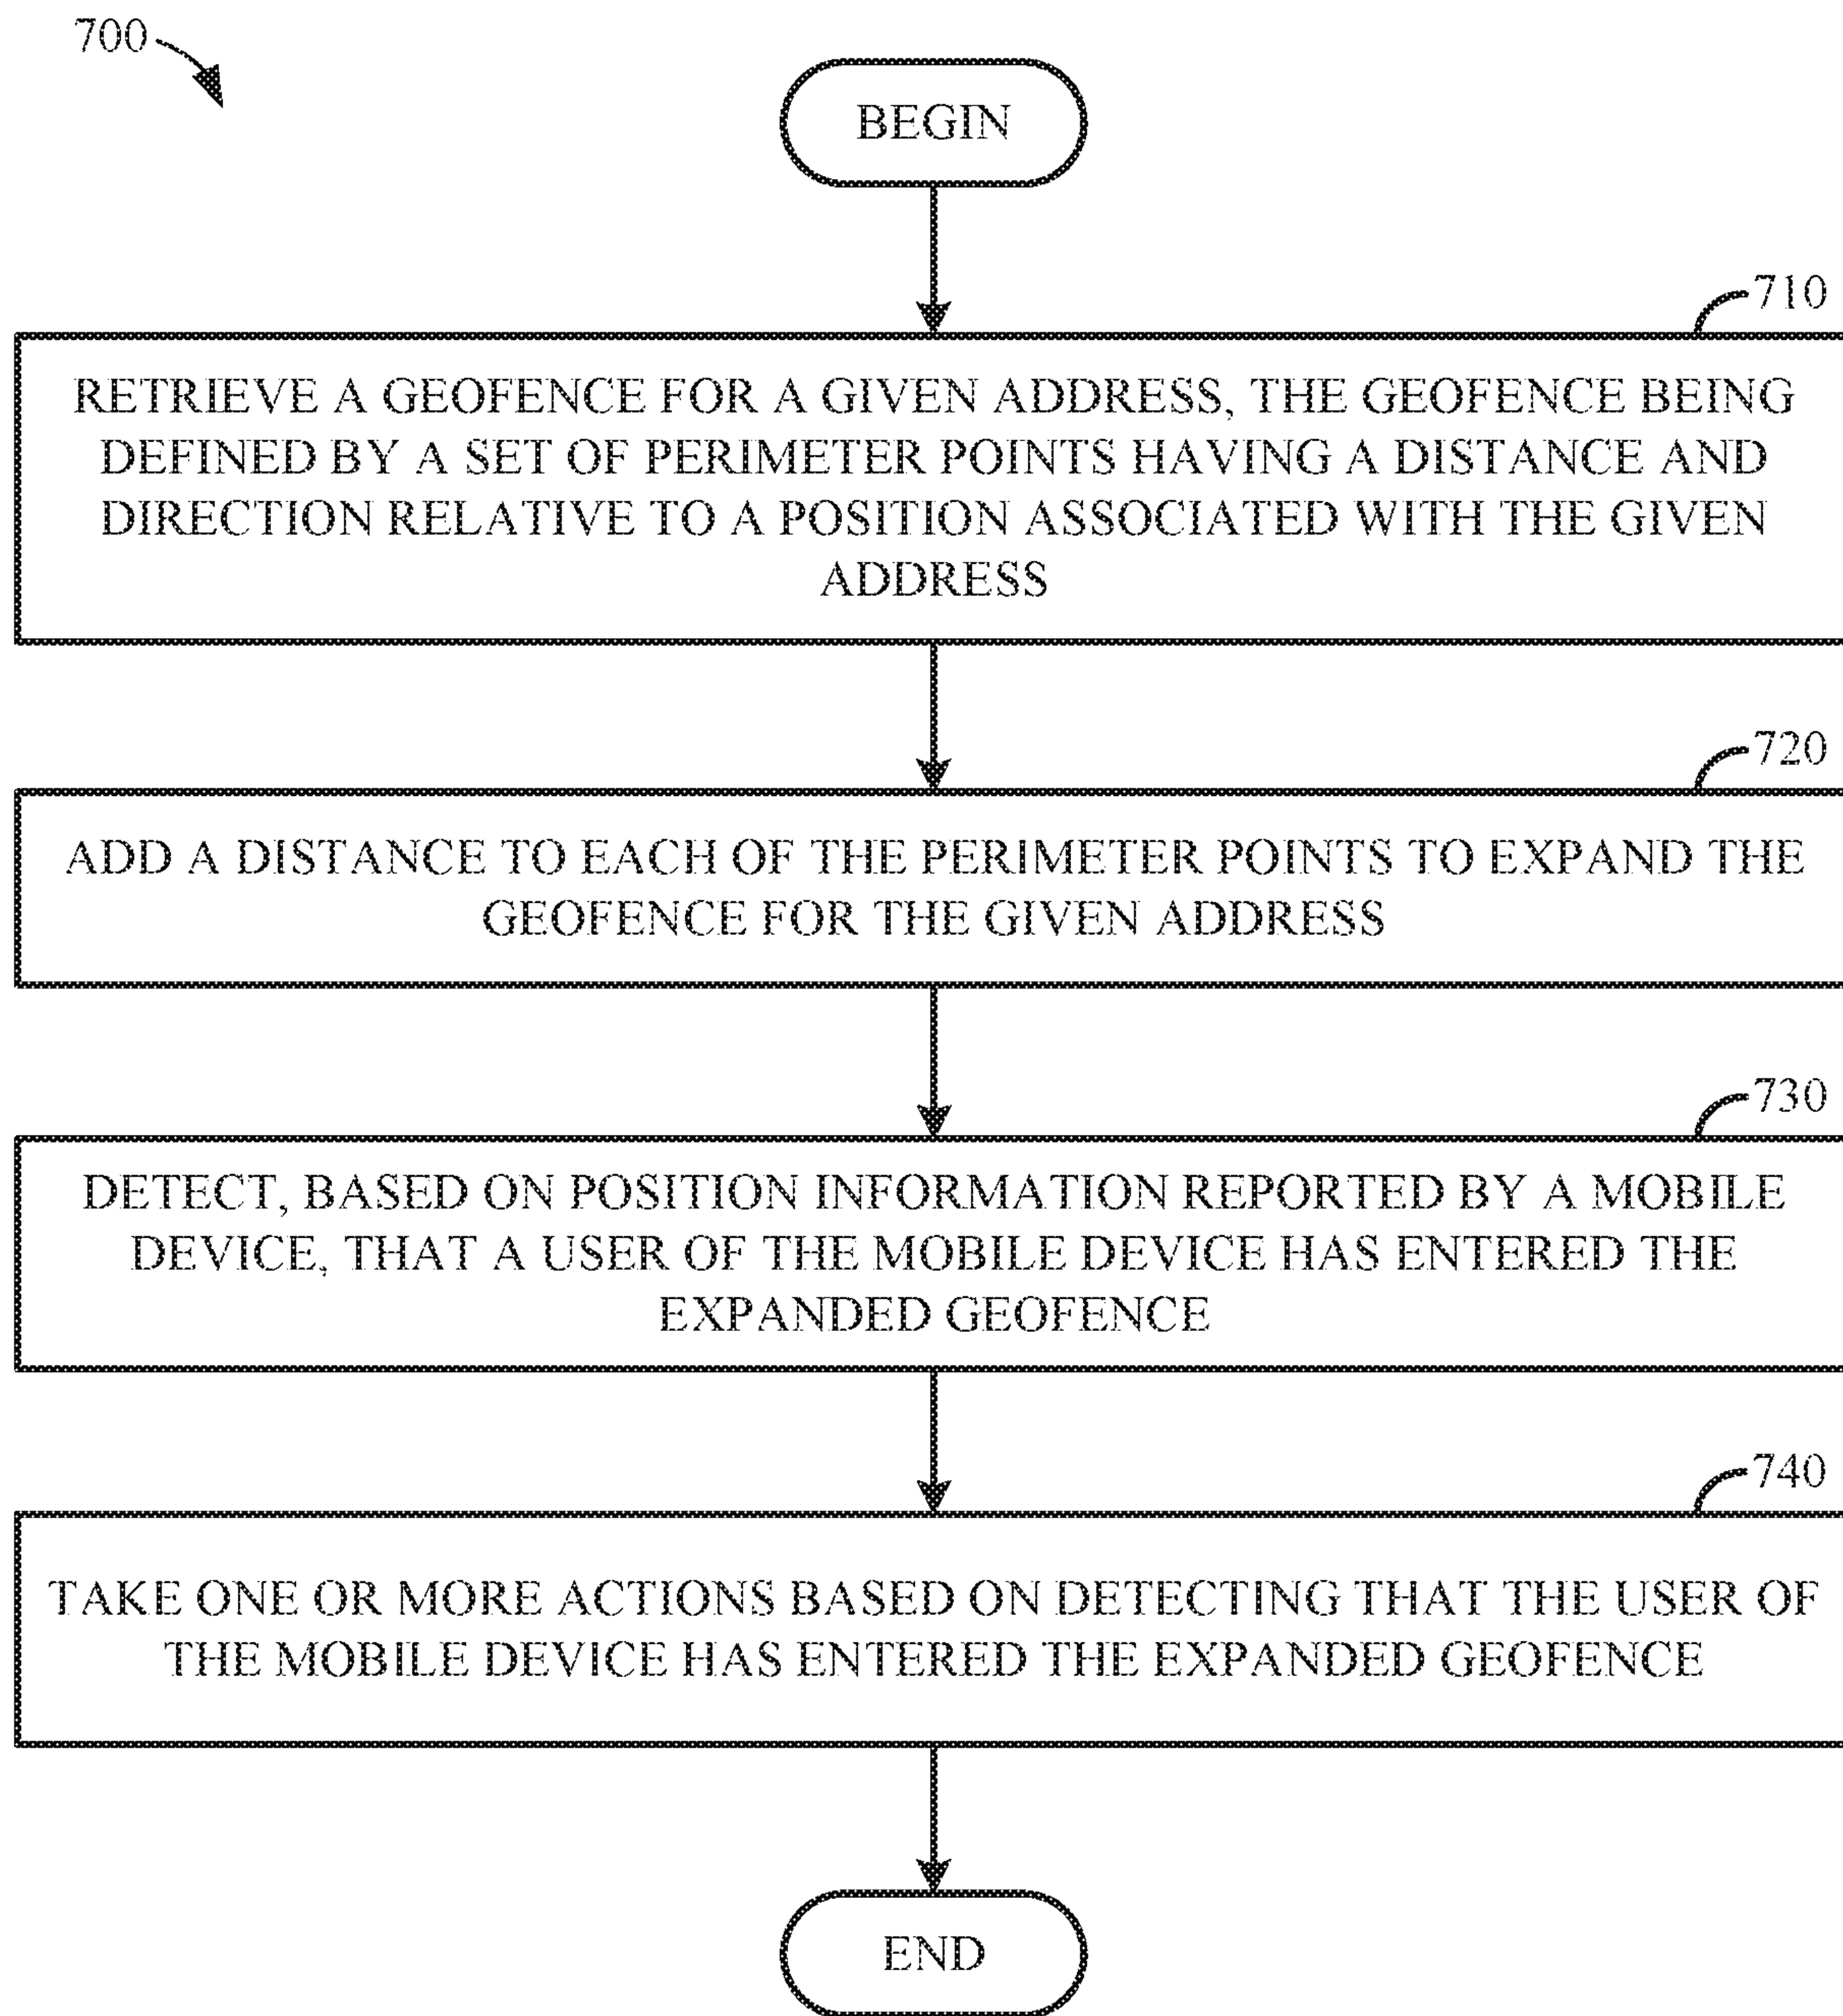 700
BEGIN
710
RETRIEVE A GEOFENCE FOR A GIVEN ADDRESS, THE GEOFENCE BEING
DEFINED BY A SET OF PERIMETER POINTS HAVING A DISTANCE AND
DIRECTION RELATIVE TO A POSITION ASSOCIATED WITH THE GIVEN
ADDRESS
720
ADD A DISTANCE TO EACH OF THE PERIMETER POINTS TO EXPAND THE
GEOFENCE FOR THE GIVEN ADDRESS
730
DETECT, BASED ON POSITION INFORMATION REPORTED BY A MOBILE
DEVICE, THAT A USER OF THE MOBILE DEVICE HAS ENTERED THE
EXPANDED GEOFENCE
740
TAKE ONE OR MORE ACTIONS BASED ON DETECTING THAT THE USER OF
THE MOBILE DEVICE HAS ENTERED THE EXPANDED GEOFENCE
END